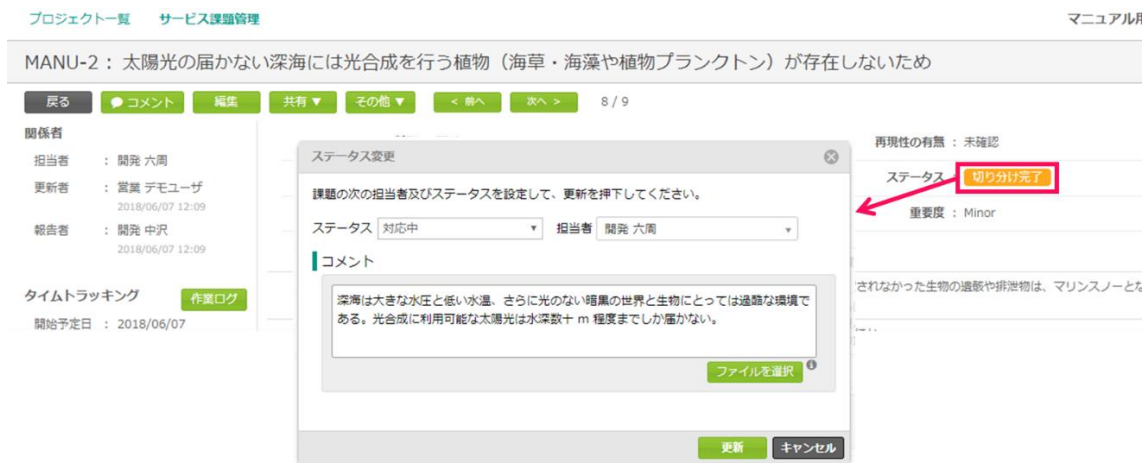 プロジェクト一覧 サービス課題管理 マニュアル用
MANU-2： 太陽光の届かない深海には光合成を行う植物（海草・海藻や植物プランクトン）が存在しないため
戻る コメント 編集 共有 ▼ その他 ▼ < 前へ 次へ > 8 / 9
関係者
担当者 : 開発 六周
更新者 : 営業 デモユーザ
2018/06/07 12:09
報告者 : 開発 中沢
2018/06/07 12:09
タイムトラッキング 作業ログ
開始予定日 : 2018/06/07
ステータス変更
課題の次の担当者及びステータスを設定して、更新を押下してください。
ステータス 対応中 ▼ 担当者 開発 六周 ▼
コメント
深海は大きな水圧と低い水温、さらに光のない暗黒の世界と生物にとっては過酷な環境で
ある。光合成に利用可能な太陽光は水深数十 m 程度までしか届かない。
ファイルを選択
更新 キャンセル
再現性の有無 : 未確認
ステータス 切り分け完了
重要度 : Minor
されなかった生物の遺骸や排泄物は、マリンスノーとな